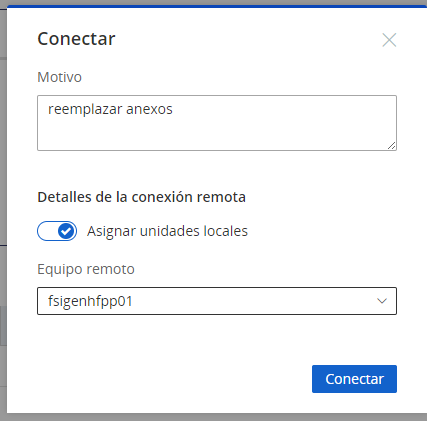 Conectar
Motivo
reemplazar anexos
Detalles de la conexión remota
Asignar unidades locales
Equipo remoto
fsigenhfpp01
Conectar